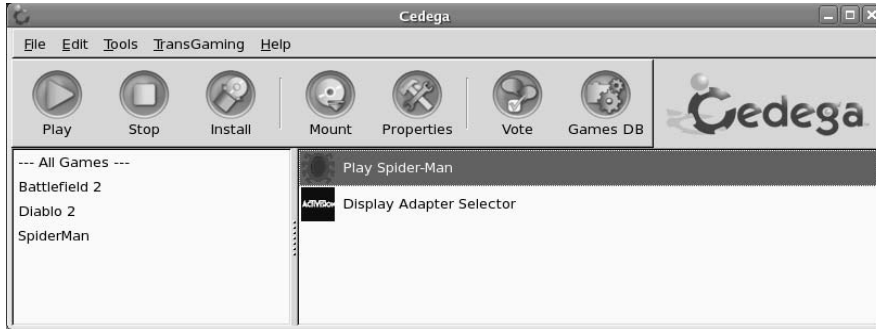 Cedega
File Edit Tools TransGaming Help
Play Stop Install Mount Properties Vote Games DB
Cedega
--- All Games ---
Battlefield 2
Diablo 2
SpiderMan
Play Spider-Man
ACTIVISION Display Adapter Selector